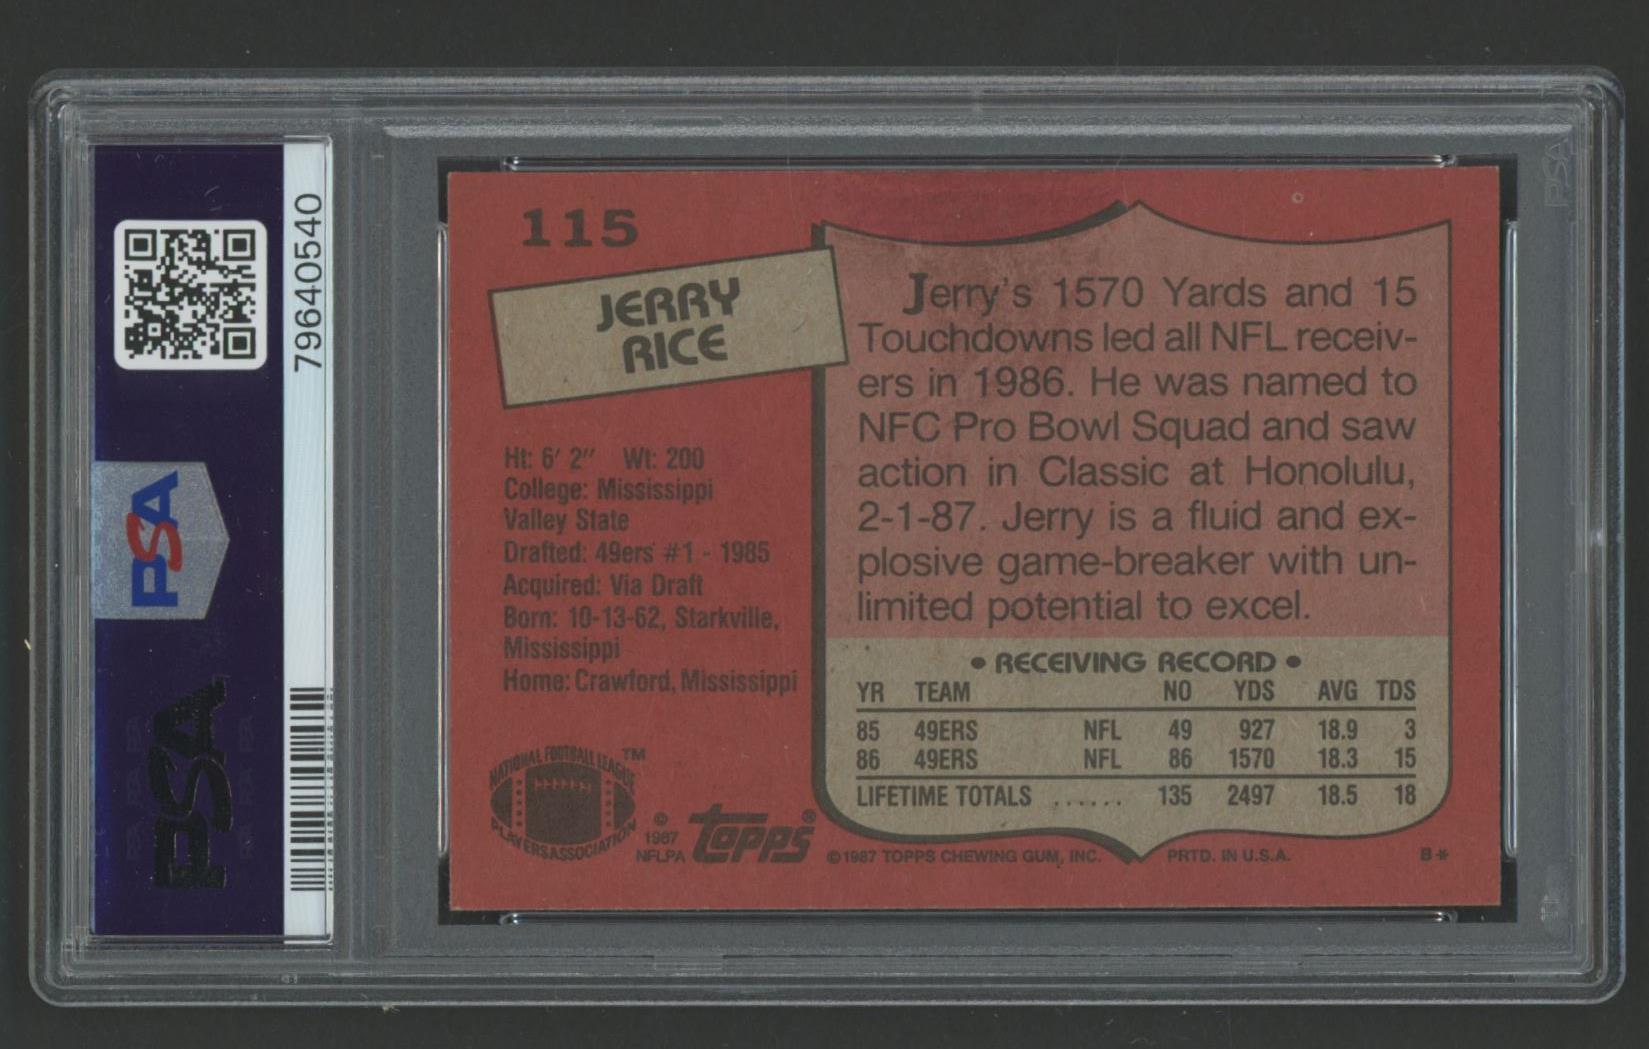 79640540
PSA
PSA
115
JERRY
RICE
Ht: 6' 2" Wt: 200
College: Mississippi
Valley State
Drafted: 49ers #1 - 1985
Acquired: Via Draft
Born: 10-13-62, Starkville,
Mississippi
Home: Crawford, Mississippi
NATIONAL FOOTBALL LEAGUE
PLAYERS ASSOCIATION
TM
© 1987
NFLPA
topps®
Jerry's 1570 Yards and 15
Touchdowns led all NFL receiv-
ers in 1986. He was named to
NFC Pro Bowl Squad and saw
action in Classic at Honolulu,
2-1-87. Jerry is a fluid and ex-
plosive game-breaker with un-
limited potential to excel.
• RECEIVING RECORD •
YR TEAM NO YDS AVG TDS
85 49ERS NFL 49 927 18.9 3
86 49ERS NFL 86 1570 18.3 15
LIFETIME TOTALS ...... 135 2497 18.5 18
©1987 TOPPS CHEWING GUM, INC. PRTD. IN U.S.A. B*
PSA